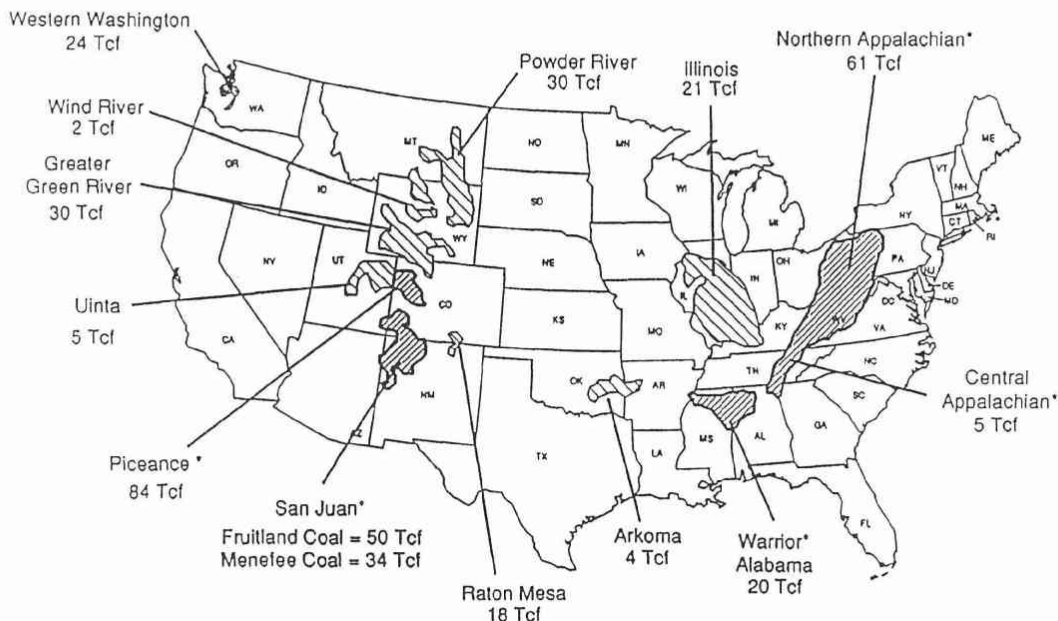 Western Washington
24 Tcf
Wind River
2 Tcf
Greater
Green River
30 Tcf
Uinta
5 Tcf
Piceance *
84 Tcf
San Juan*
Fruitland Coal = 50 Tcf
Menefee Coal = 34 Tcf
Powder River
30 Tcf
Illinois
21 Tcf
Northern Appalachian*
61 Tcf
Central
Appalachian*
5 Tcf
Raton Mesa
18 Tcf
Arkoma
4 Tcf
Warrior*
Alabama
20 Tcf
WA
OR
CA
NV
ID
MT
WY
UT
CO
AZ
NM
ND
SD
NE
KS
OK
TX
MN
IA
MO
AR
LA
WI
IL
MI
IN
OH
KY
TN
MS
AL
GA
FL
SC
NC
VA
WV
PA
NY
VT
NH
ME
MA
CT
RI
NJ
DE
MD
DC